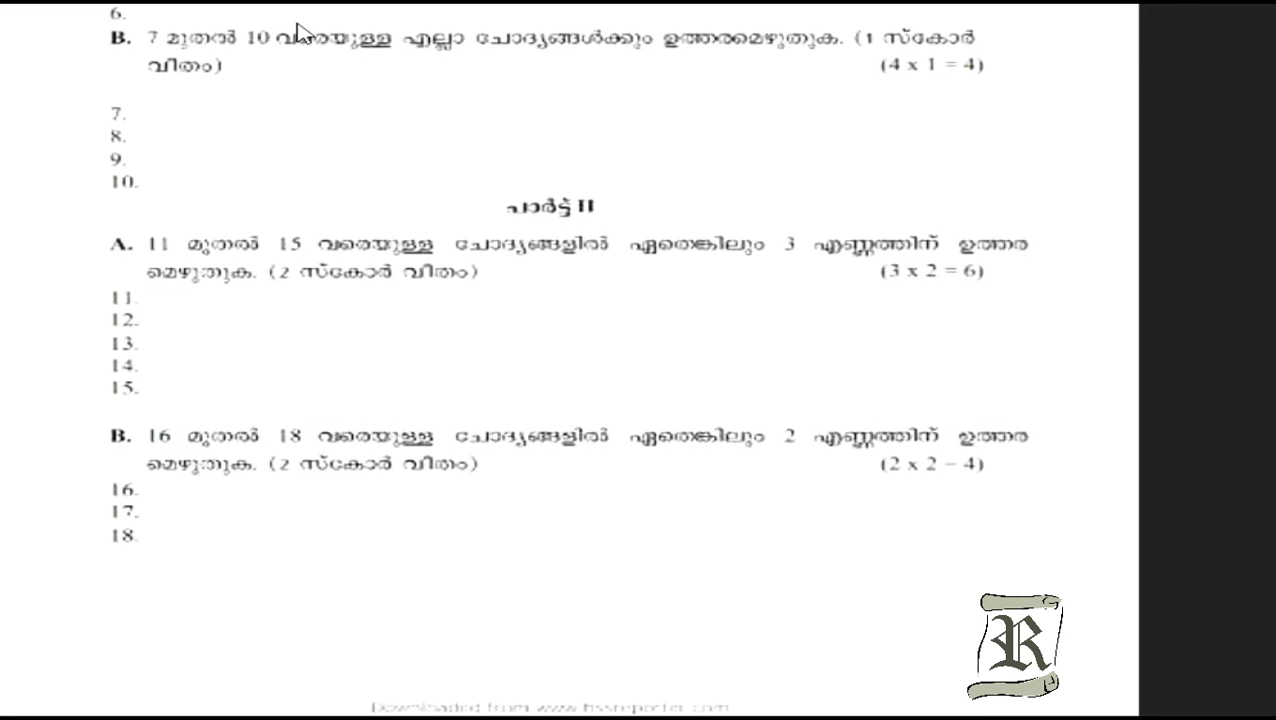 6.
B. 7 മുതൽ 10 വരെയുള്ള എല്ലാ ചോദ്യങ്ങൾക്കും ഉത്തരമെഴുതുക. (1 സ്കോർ
വീതം) (4 x 1 = 4)
7.
8.
9.
10.
പാർട്ട് II
A. 11 മുതൽ 15 വരെയുള്ള ചോദ്യങ്ങളിൽ ഏതെങ്കിലും 3 എണ്ണത്തിന് ഉത്തര
മെഴുതുക. (2 സ്കോർ വീതം) (3 x 2 = 6)
11.
12.
13.
14.
15.
B. 16 മുതൽ 18 വരെയുള്ള ചോദ്യങ്ങളിൽ ഏതെങ്കിലും 2 എണ്ണത്തിന് ഉത്തര
മെഴുതുക. (2 സ്കോർ വീതം) (2 x 2 = 4)
16.
17.
18.
R
Downloaded from www.hssreporter.com